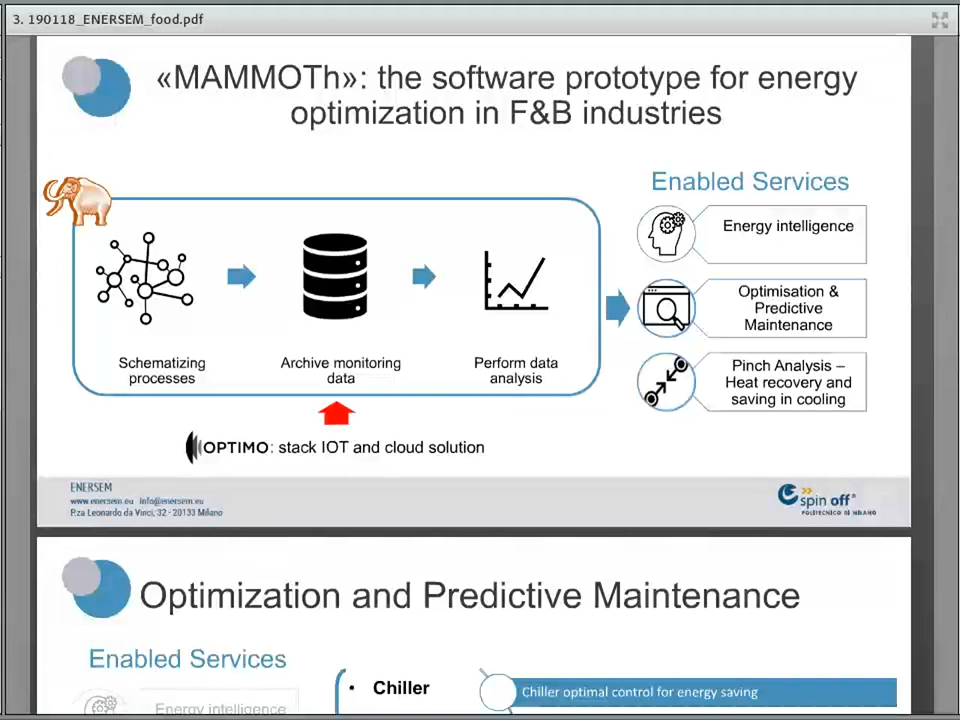 3. 190118_ENERSEM_food.pdf
«MAMMOTh»: the software prototype for energy
optimization in F&B industries
Enabled Services
Energy intelligence
Optimisation &
Predictive
Maintenance
Pinch Analysis –
Heat recovery and
saving in cooling
Schematizing
processes
Archive monitoring
data
Perform data
analysis
OPTIMO: stack IOT and cloud solution
ENERSEM
www.enersem.eu info@enersem.eu
P.za Leonardo da Vinci, 32 - 20133 Milano
spin off
POLITECNICO DI MILANO
Optimization and Predictive Maintenance
Enabled Services
Energy intelligence
• Chiller
Chiller optimal control for energy saving